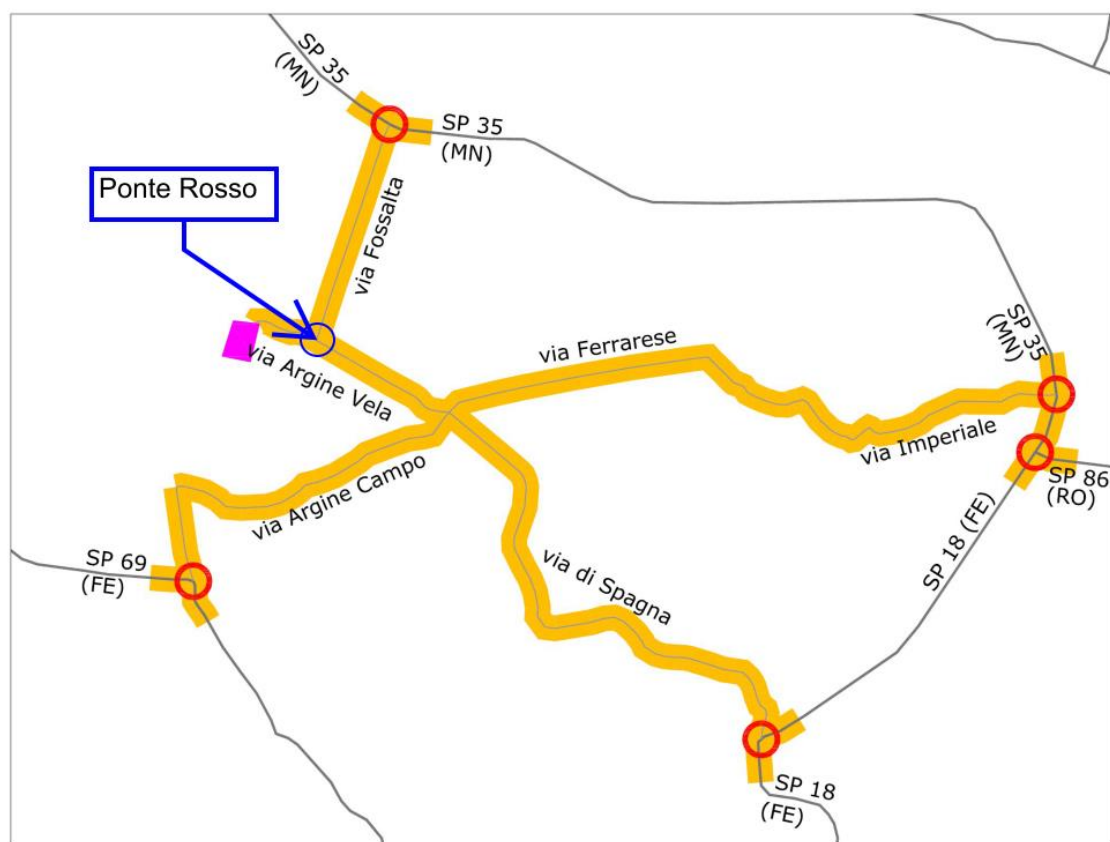 SP 35
(MN)
SP 35
(MN)
Ponte Rosso
via Fossalta
via Argine Vela
via Ferrarese
SP 35
(MN)
via Imperiale
SP 86
(RO)
via Argine Campo
SP 18 (FE)
SP 69
(FE)
via di Spagna
SP 18
(FE)